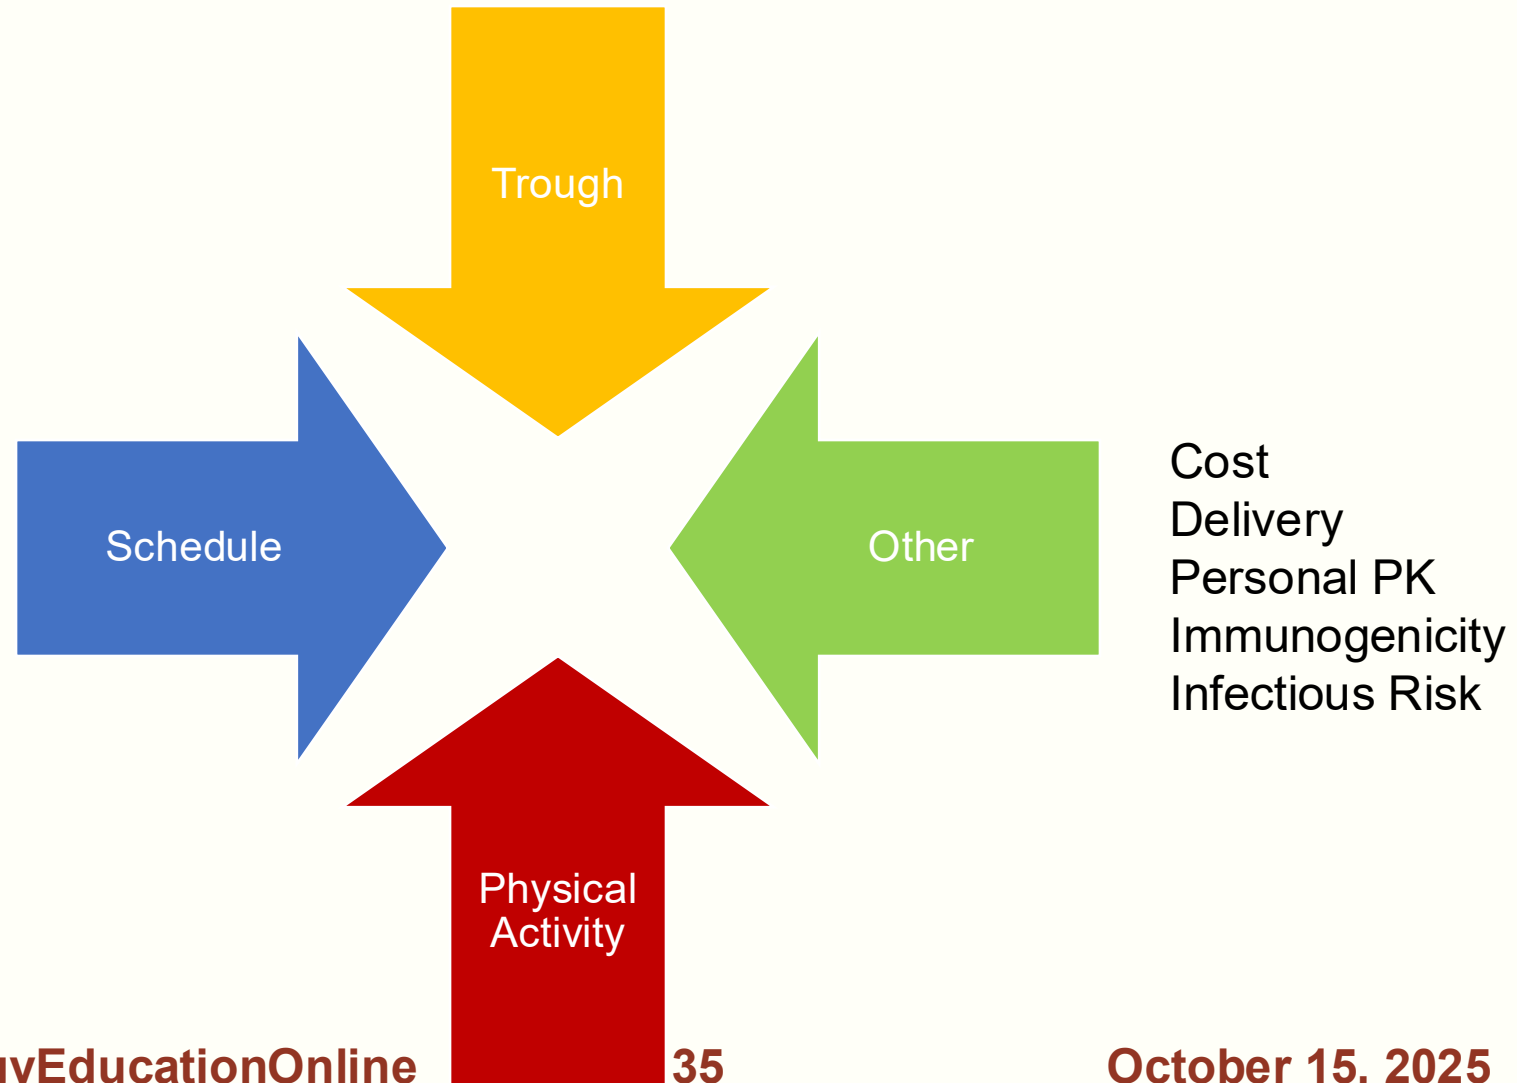 Trough
Schedule
Other
Cost
Delivery
Personal PK
Immunogenicity
Infectious Risk
Physical
Activity
35
October 15, 2025